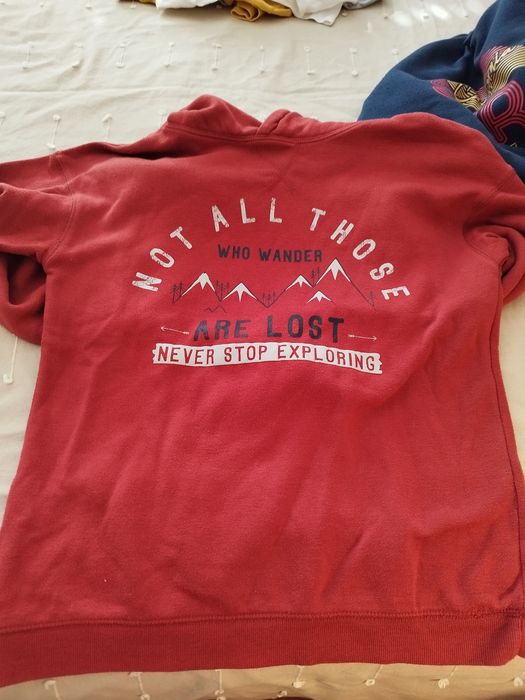 NOT ALL THOSE
WHO WANDER
ARE LOST
NEVER STOP EXPLORING